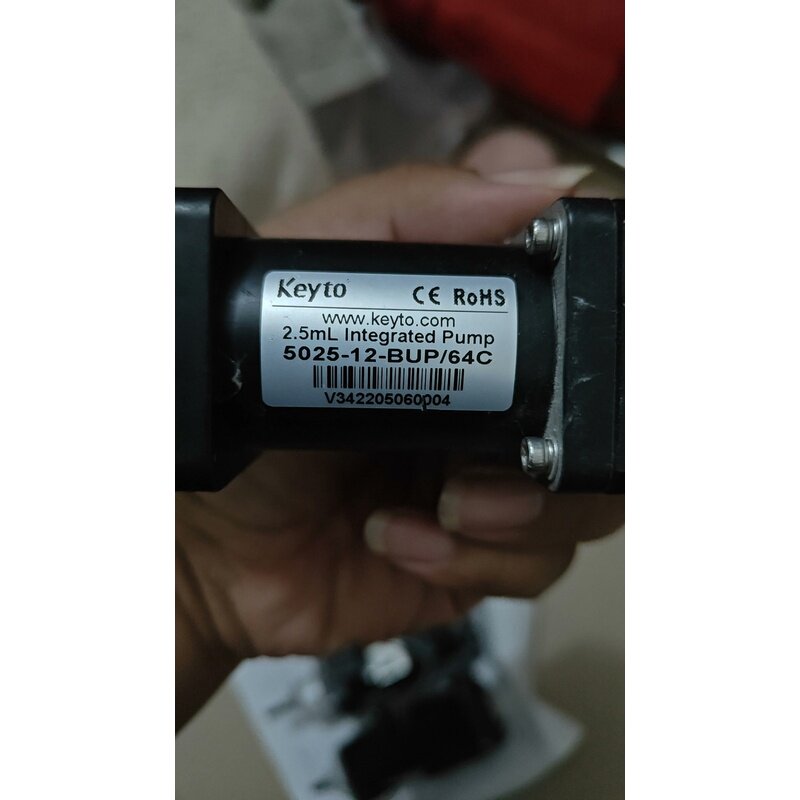 Keyto CE RoHS
www.keyto.com
2.5mL Integrated Pump
5025-12-BUP/64C
V342205060004